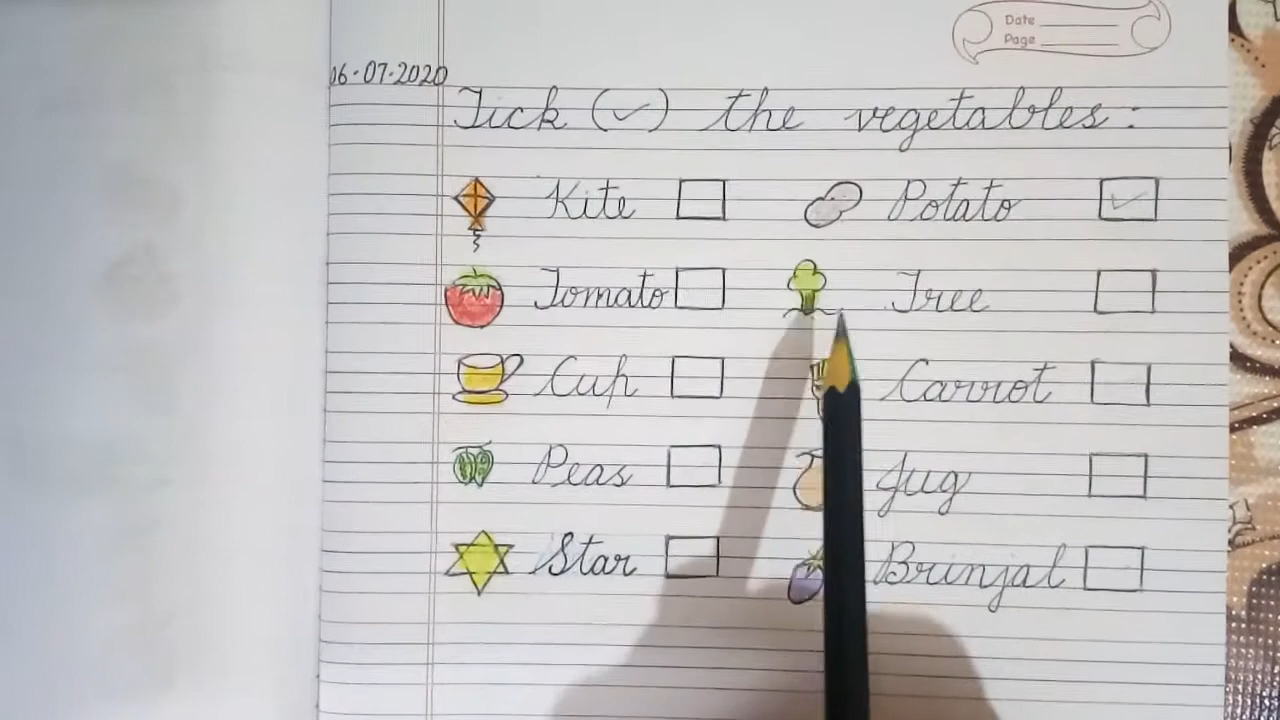 Date
Page
06-07-2020
Tick (✓) the vegetables:
Kite Potato ✓
Tomato Tree
Cup Carrot
Peas Jug
Star Brinjal